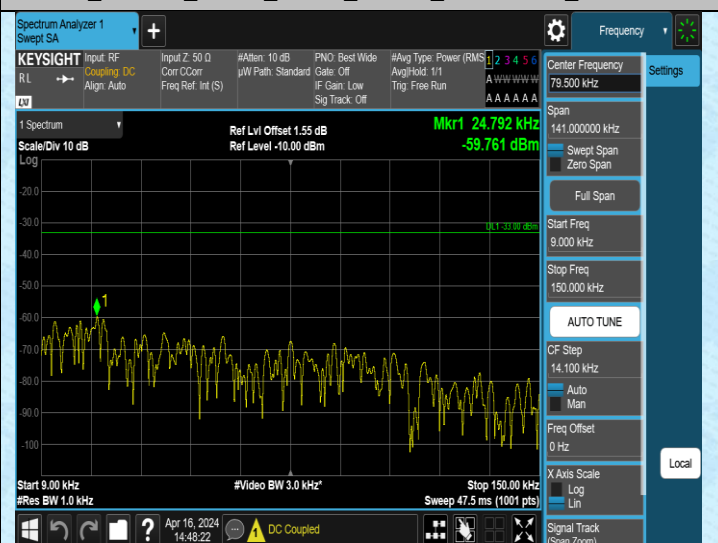 Spectrum Analyzer 1
Swept SA
+
Frequency
KEYSIGHT
RL
LXI
Input: RF
Coupling: DC
Align: Auto
Input Z: 50 Ω
Corr CCorr
Freq Ref: Int (S)
#Atten: 10 dB
µW Path: Standard
PNO: Best Wide
Gate: Off
IF Gain: Low
Sig Track: Off
#Avg Type: Power (RMS
Avg|Hold: 1/1
Trig: Free Run
1 2 3 4 5 6
A W W W W W
A A A A A A
Center Frequency
79.500 kHz
Settings
Span
141.000000 kHz
Swept Span
Zero Span
Full Span
Start Freq
9.000 kHz
Stop Freq
150.000 kHz
AUTO TUNE
CF Step
14.100 kHz
Auto
Man
Freq Offset
0 Hz
X Axis Scale
Log
Lin
Signal Track
(Span Zoom)
Local
1 Spectrum
Scale/Div 10 dB
Log
Ref Lvl Offset 1.55 dB
Ref Level -10.00 dBm
Mkr1 24.792 kHz
-59.761 dBm
-20.0
-30.0
DL1 -33.00 dBm
-40.0
-50.0
-60.0
1
-70.0
-80.0
-90.0
-100
Start 9.00 kHz
#Video BW 3.0 kHz*
Stop 150.00 kHz
#Res BW 1.0 kHz
Sweep 47.5 ms (1001 pts)
?
Apr 16, 2024
14:48:22
1
DC Coupled